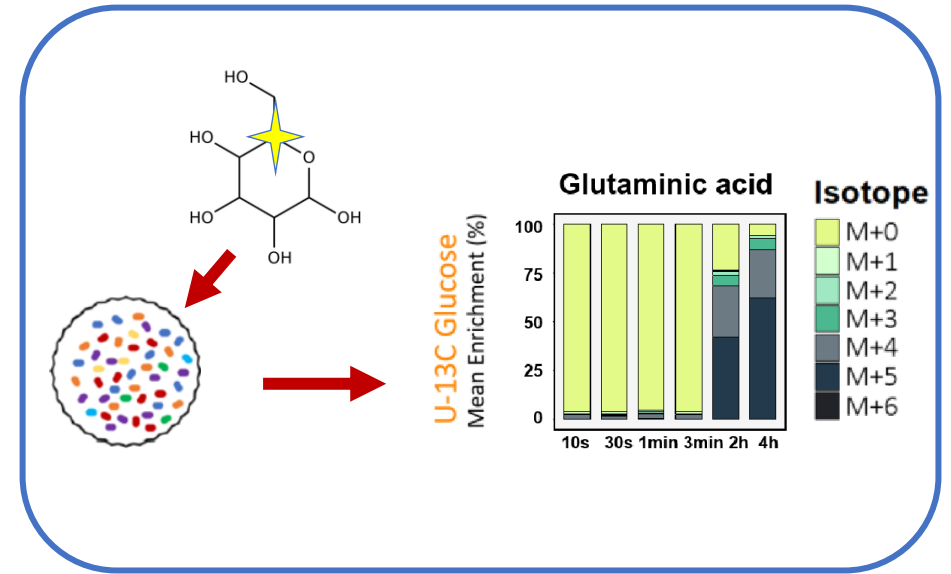 HO
HO
O
HO
OH
OH
Glutaminic acid
U-13C Glucose
Mean Enrichment (%)
100
75
50
25
0
10s 30s 1min 3min 2h 4h
Isotope
M+0
M+1
M+2
M+3
M+4
M+5
M+6